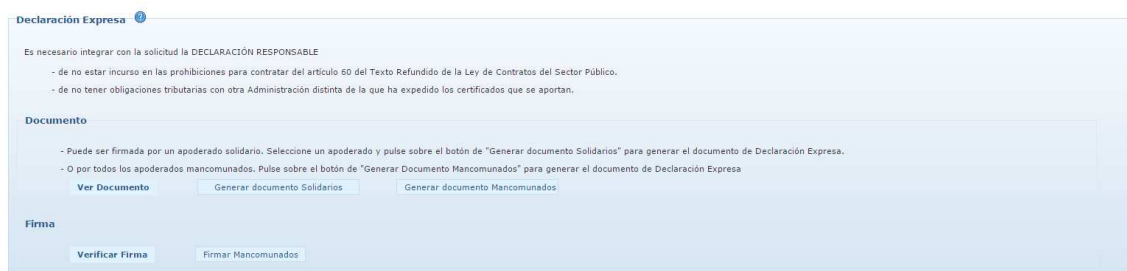 Declaración Expresa ?
Es necesario integrar con la solicitud la DECLARACIÓN RESPONSABLE
- de no estar incurso en las prohibiciones para contratar del artículo 60 del Texto Refundido de la Ley de Contratos del Sector Público.
- de no tener obligaciones tributarias con otra Administración distinta de la que ha expedido los certificados que se aportan.
Documento
- Puede ser firmada por un apoderado solidario. Seleccione un apoderado y pulse sobre el botón de "Generar documento Solidarios" para generar el documento de Declaración Expresa.
- O por todos los apoderados mancomunados. Pulse sobre el botón de "Generar Documento Mancomunados" para generar el documento de Declaración Expresa
Ver Documento Generar documento Solidarios Generar documento Mancomunados
Firma
Verificar Firma Firmar Mancomunados